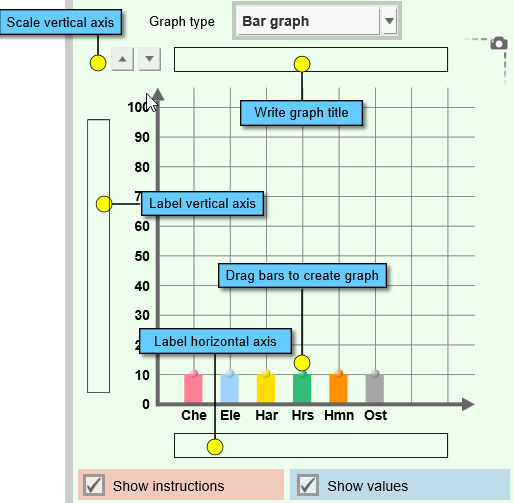 Scale vertical axis
Graph type
Bar graph
Write graph title
100
90
80
Label vertical axis
60
50
Drag bars to create graph
40
30
Label horizontal axis
10
0
Che Ele Har Hrs Hmn Ost
Show instructions
Show values